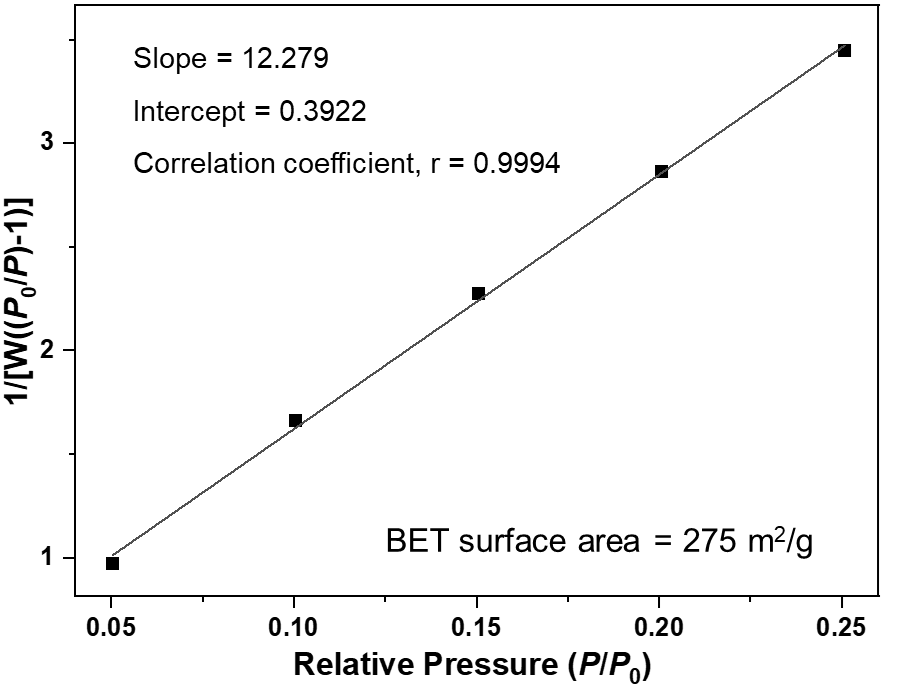 Slope = 12.279
Intercept = 0.3922
Correlation coefficient, r = 0.9994
3
2
1
1/[W((P₀/P)-1)]
BET surface area = 275 m²/g
0.05 0.10 0.15 0.20 0.25
Relative Pressure (P/P₀)